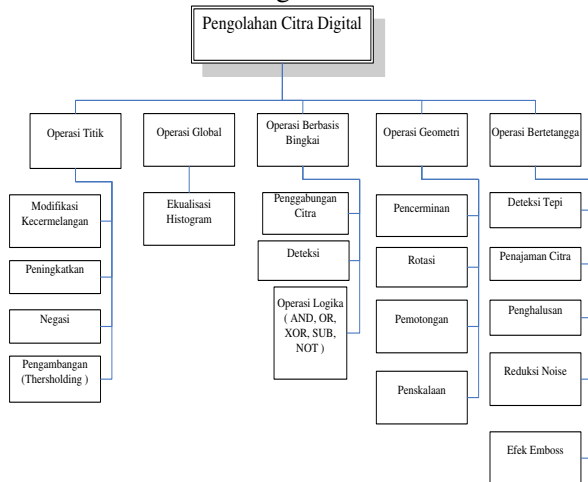 Pengolahan Citra Digital
Operasi Titik
Operasi Global
Operasi Berbasis
Bingkai
Operasi Geometri
Operasi Bertetangga
Modifikasi
Kecermelangan
Peningkatkan
Negasi
Pengambangan
(Thersholding )
Ekualisasi
Histogram
Penggabungan
Citra
Deteksi
Operasi Logika
( AND, OR,
XOR, SUB,
NOT )
Pencerminan
Rotasi
Pemotongan
Penskalaan
Deteksi Tepi
Penajaman Citra
Penghalusan
Reduksi Noise
Efek Emboss